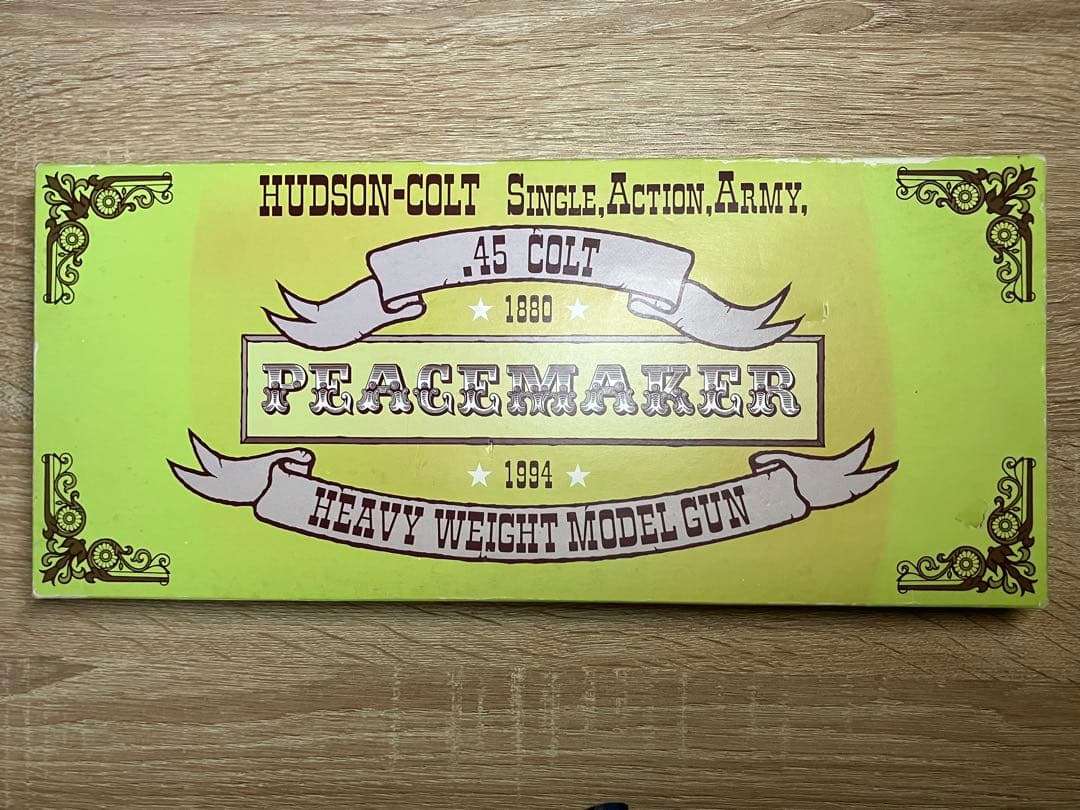 HUDSON-COLT SINGLE,ACTION,ARMY,
.45 COLT
1880
PEACEMAKER
1994
HEAVY WEIGHT MODEL GUN